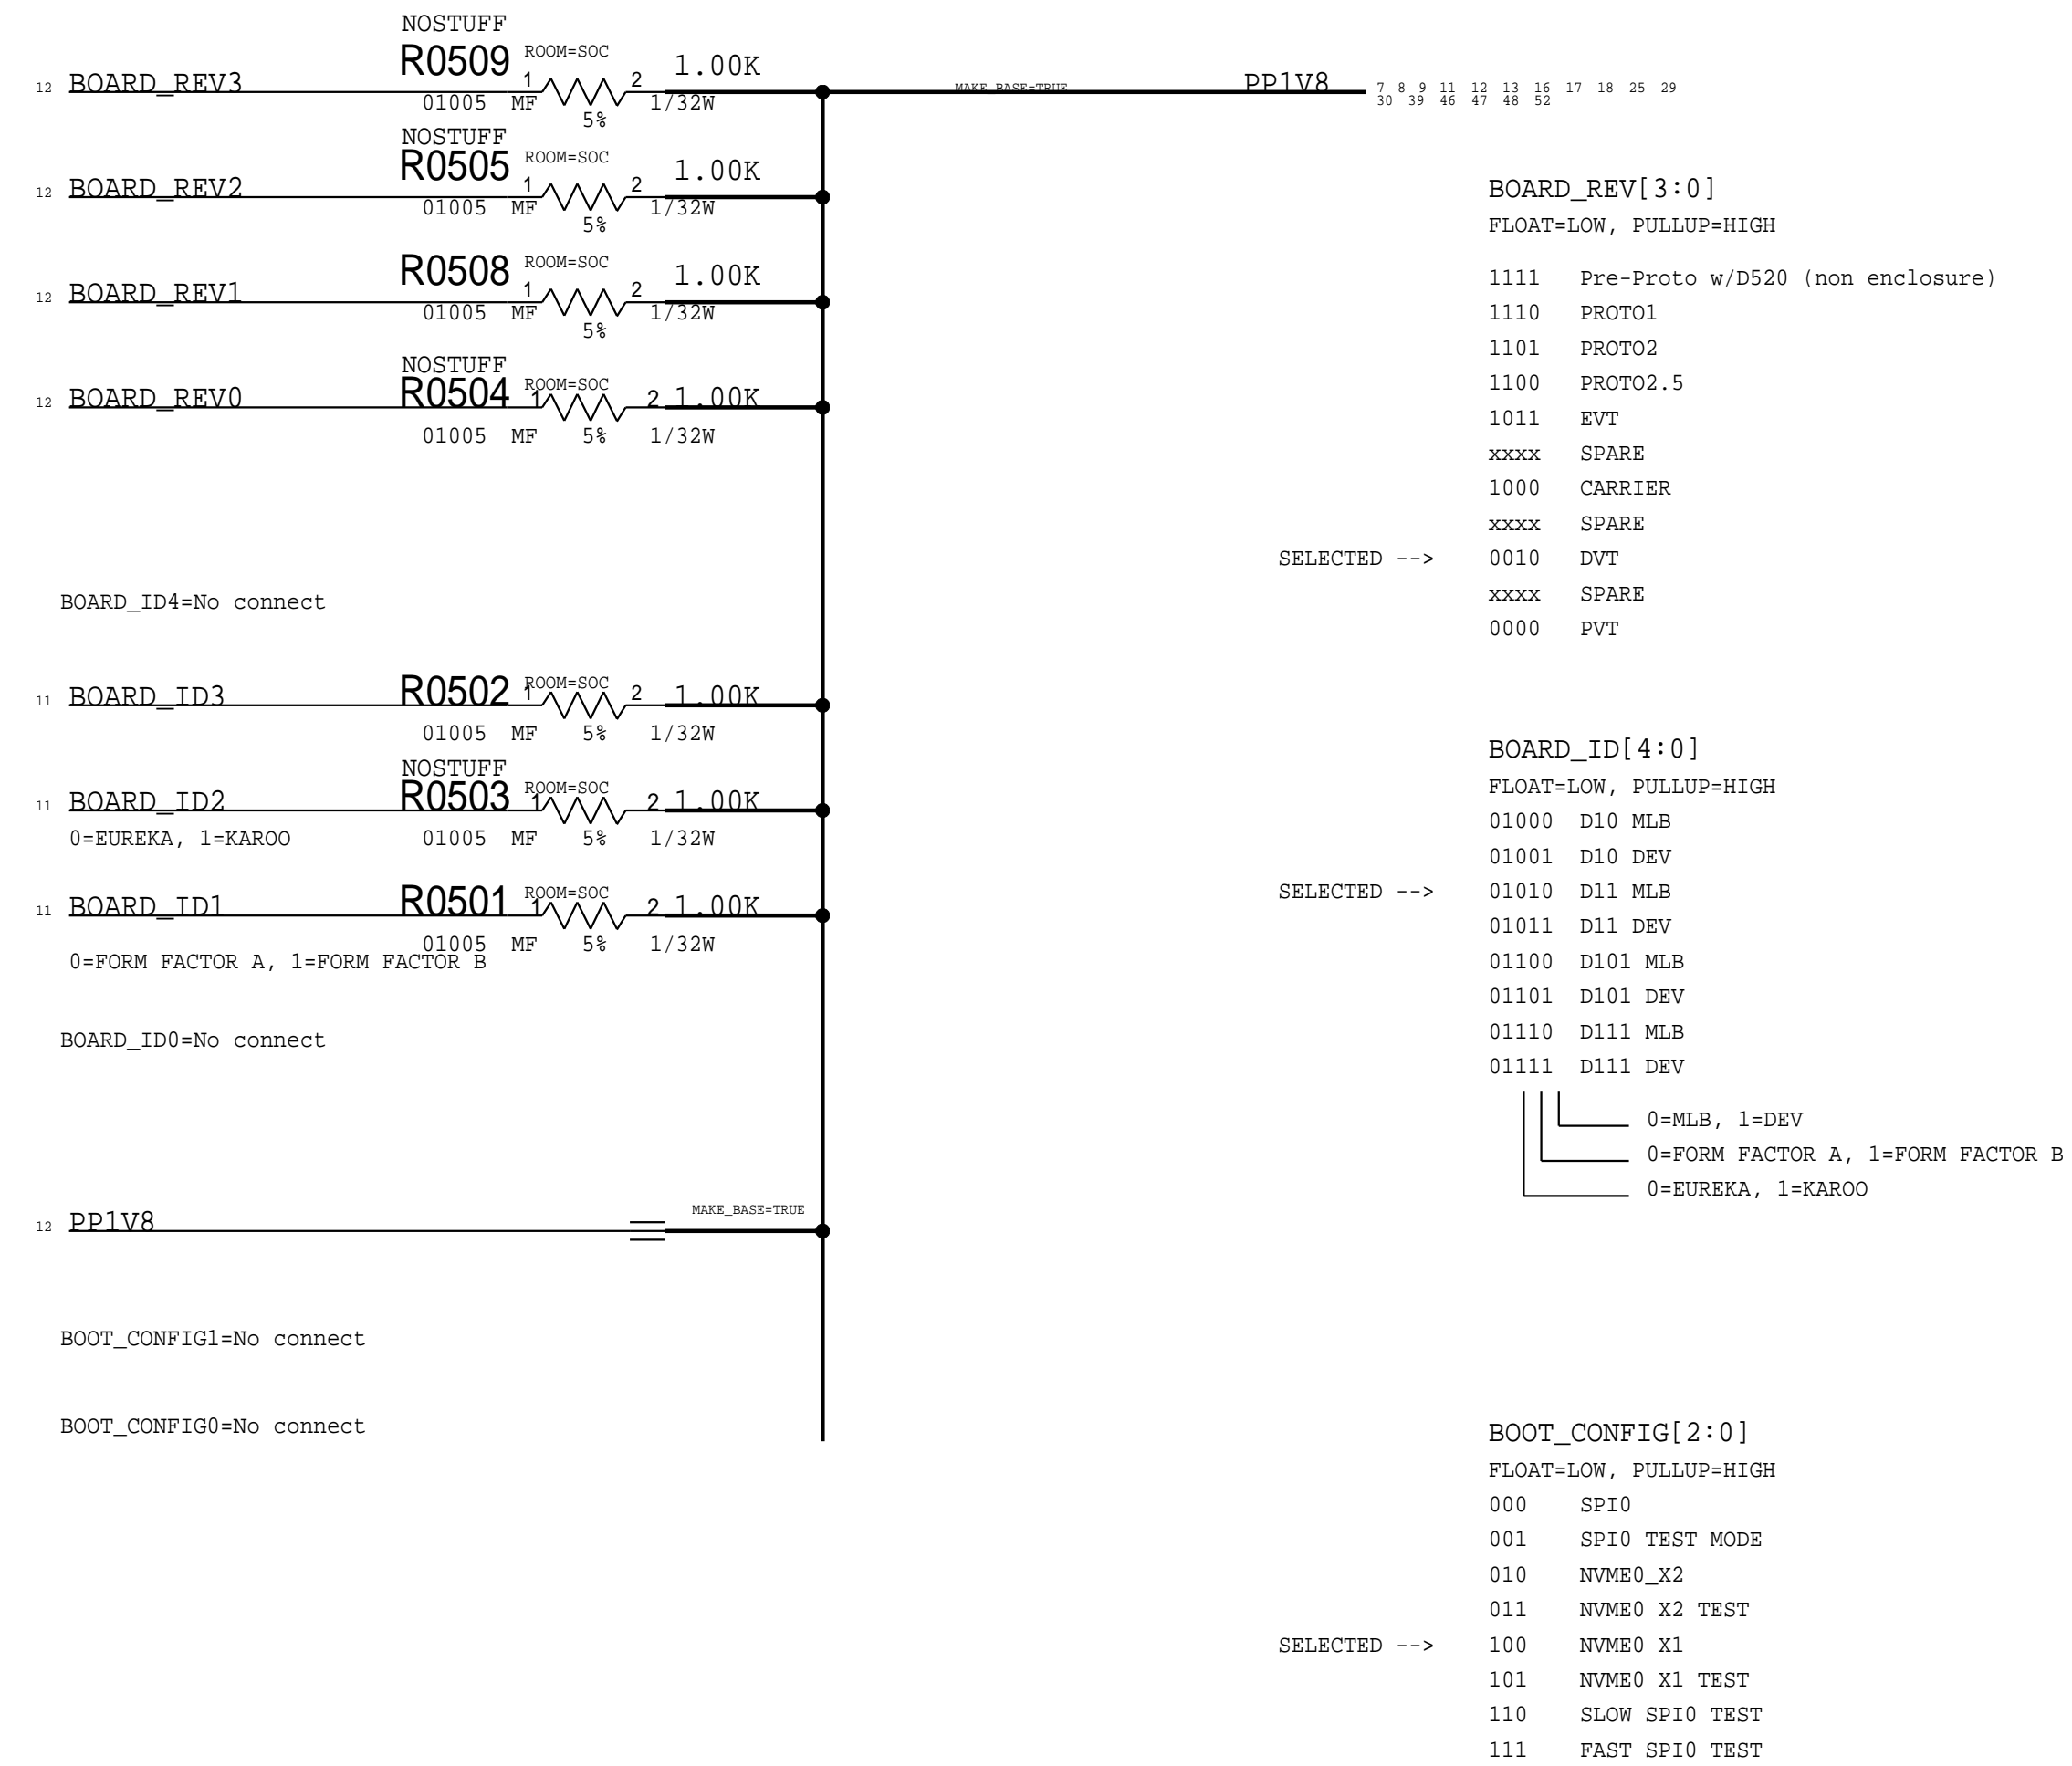 NOSTUFF
R0509 ROOM=SOC 1.00K
12 BOARD_REV3 1 2 MAKE_BASE=TRUE PP1V8 7 8 9 11 12 13 16 17 18 25 29
30 39 46 47 48 52
01005 MF 5% 1/32W
NOSTUFF
R0505 ROOM=SOC 1.00K
12 BOARD_REV2 1 2
01005 MF 5% 1/32W
R0508 ROOM=SOC 1.00K
12 BOARD_REV1 1 2
01005 MF 5% 1/32W
NOSTUFF
R0504 ROOM=SOC
12 BOARD_REV0 1 2 1.00K
01005 MF 5% 1/32W
BOARD_ID4=No connect
R0502 ROOM=SOC
11 BOARD_ID3 1 2 1.00K
01005 MF 5% 1/32W
NOSTUFF
R0503 ROOM=SOC
11 BOARD_ID2 1 2 1.00K
0=EUREKA, 1=KAROO 01005 MF 5% 1/32W
R0501 ROOM=SOC
11 BOARD_ID1 1 2 1.00K
01005 MF 5% 1/32W
0=FORM FACTOR A, 1=FORM FACTOR B
BOARD_ID0=No connect
MAKE_BASE=TRUE
12 PP1V8
BOOT_CONFIG1=No connect
BOOT_CONFIG0=No connect
BOARD_REV[3:0]
FLOAT=LOW, PULLUP=HIGH
1111 Pre-Proto w/D520 (non enclosure)
1110 PROTO1
1101 PROTO2
1100 PROTO2.5
1011 EVT
xxxx SPARE
1000 CARRIER
xxxx SPARE
SELECTED --> 0010 DVT
xxxx SPARE
0000 PVT
BOARD_ID[4:0]
FLOAT=LOW, PULLUP=HIGH
01000 D10 MLB
01001 D10 DEV
SELECTED --> 01010 D11 MLB
01011 D11 DEV
01100 D101 MLB
01101 D101 DEV
01110 D111 MLB
01111 D111 DEV
0=MLB, 1=DEV
0=FORM FACTOR A, 1=FORM FACTOR B
0=EUREKA, 1=KAROO
BOOT_CONFIG[2:0]
FLOAT=LOW, PULLUP=HIGH
000 SPI0
001 SPI0 TEST MODE
010 NVME0_X2
011 NVME0 X2 TEST
SELECTED --> 100 NVME0 X1
101 NVME0 X1 TEST
110 SLOW SPI0 TEST
111 FAST SPI0 TEST